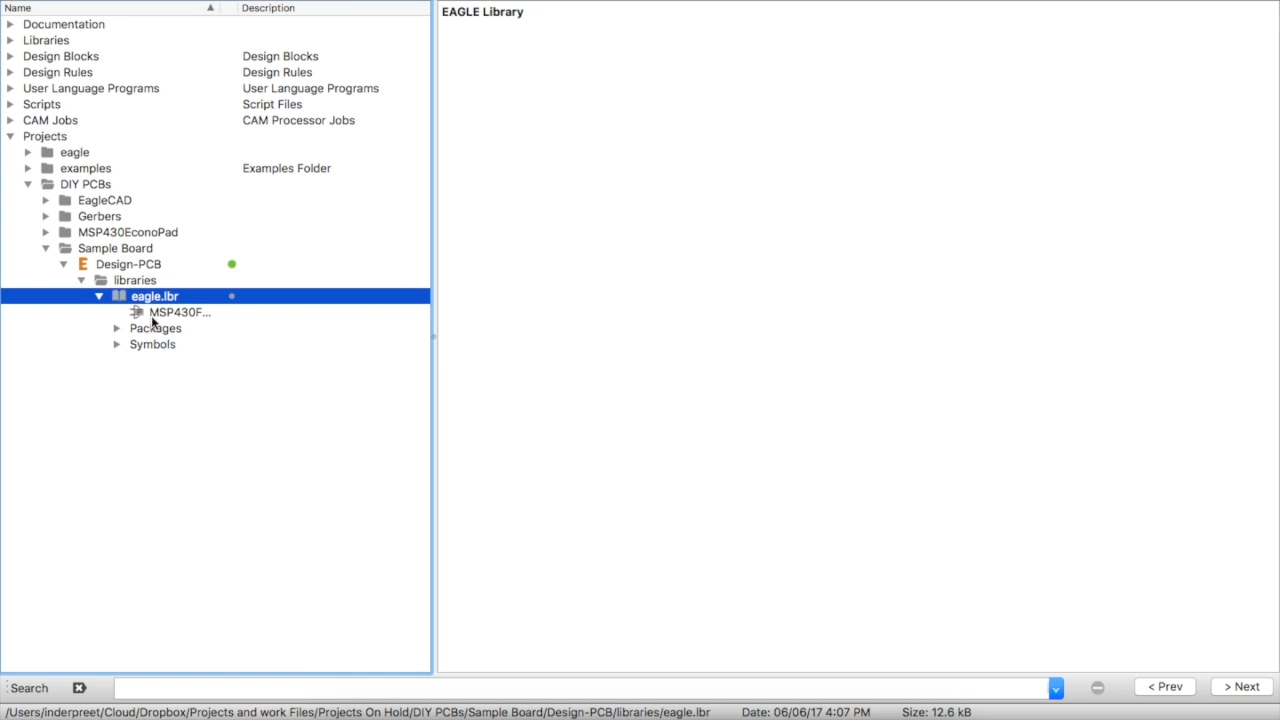 Name Description
EAGLE Library
Documentation
Libraries
Design Blocks Design Blocks
Design Rules Design Rules
User Language Programs User Language Programs
Scripts Script Files
CAM Jobs CAM Processor Jobs
Projects
eagle
examples Examples Folder
DIY PCBs
EagleCAD
Gerbers
MSP430EconoPad
Sample Board
Design-PCB
libraries
eagle.lbr
MSP430F...
Packages
Symbols
Search < Prev > Next
/Users/inderpreet/Cloud/Dropbox/Projects and work Files/Projects On Hold/DIY PCBs/Sample Board/Design-PCB/libraries/eagle.lbr Date: 06/06/17 4:07 PM Size: 12.6 kB